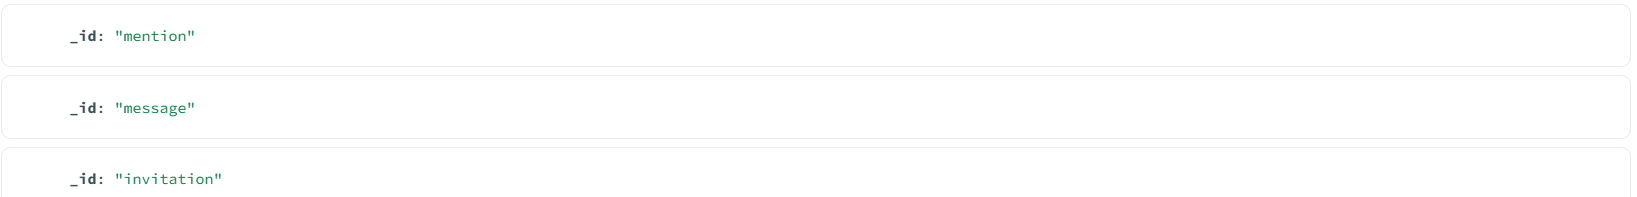 _id: "mention"
_id: "message"
_id: "invitation"